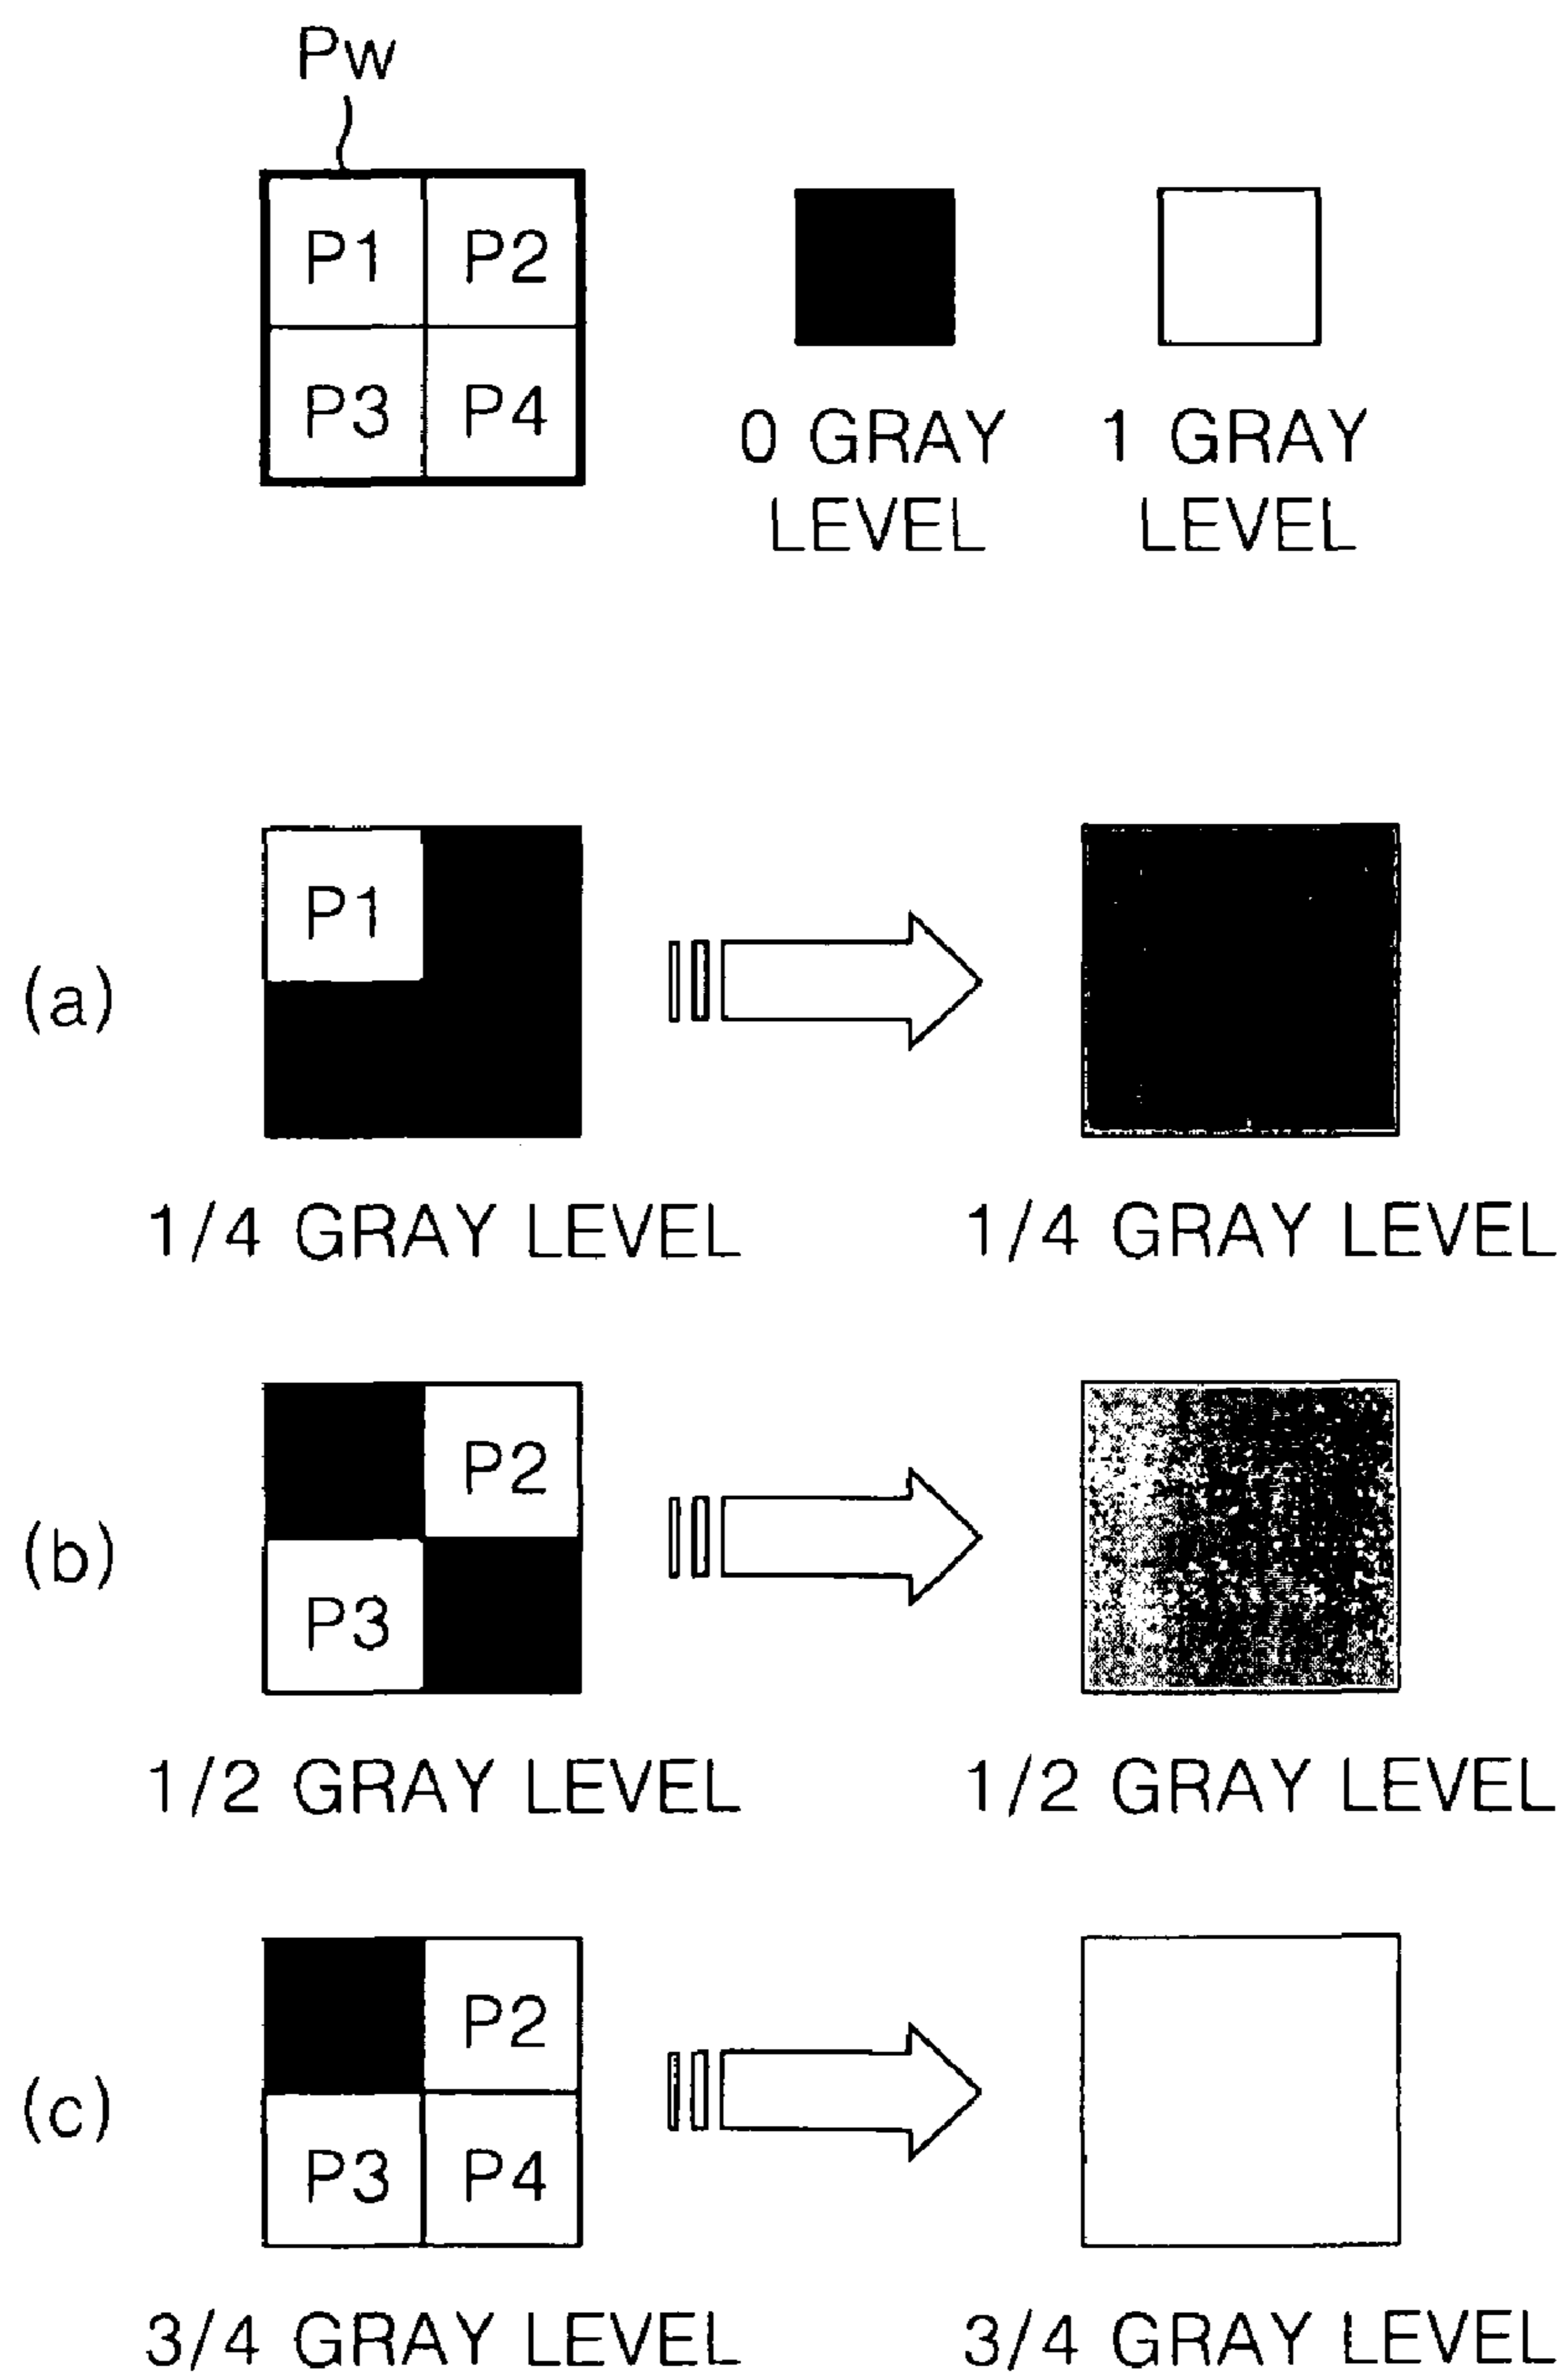 Pw
P1 P2
P3 P4
0 GRAY LEVEL
1 GRAY LEVEL
(a)
P1
1/4 GRAY LEVEL
1/4 GRAY LEVEL
(b)
P2
P3
1/2 GRAY LEVEL
1/2 GRAY LEVEL
(c)
P2
P3 P4
3/4 GRAY LEVEL
3/4 GRAY LEVEL